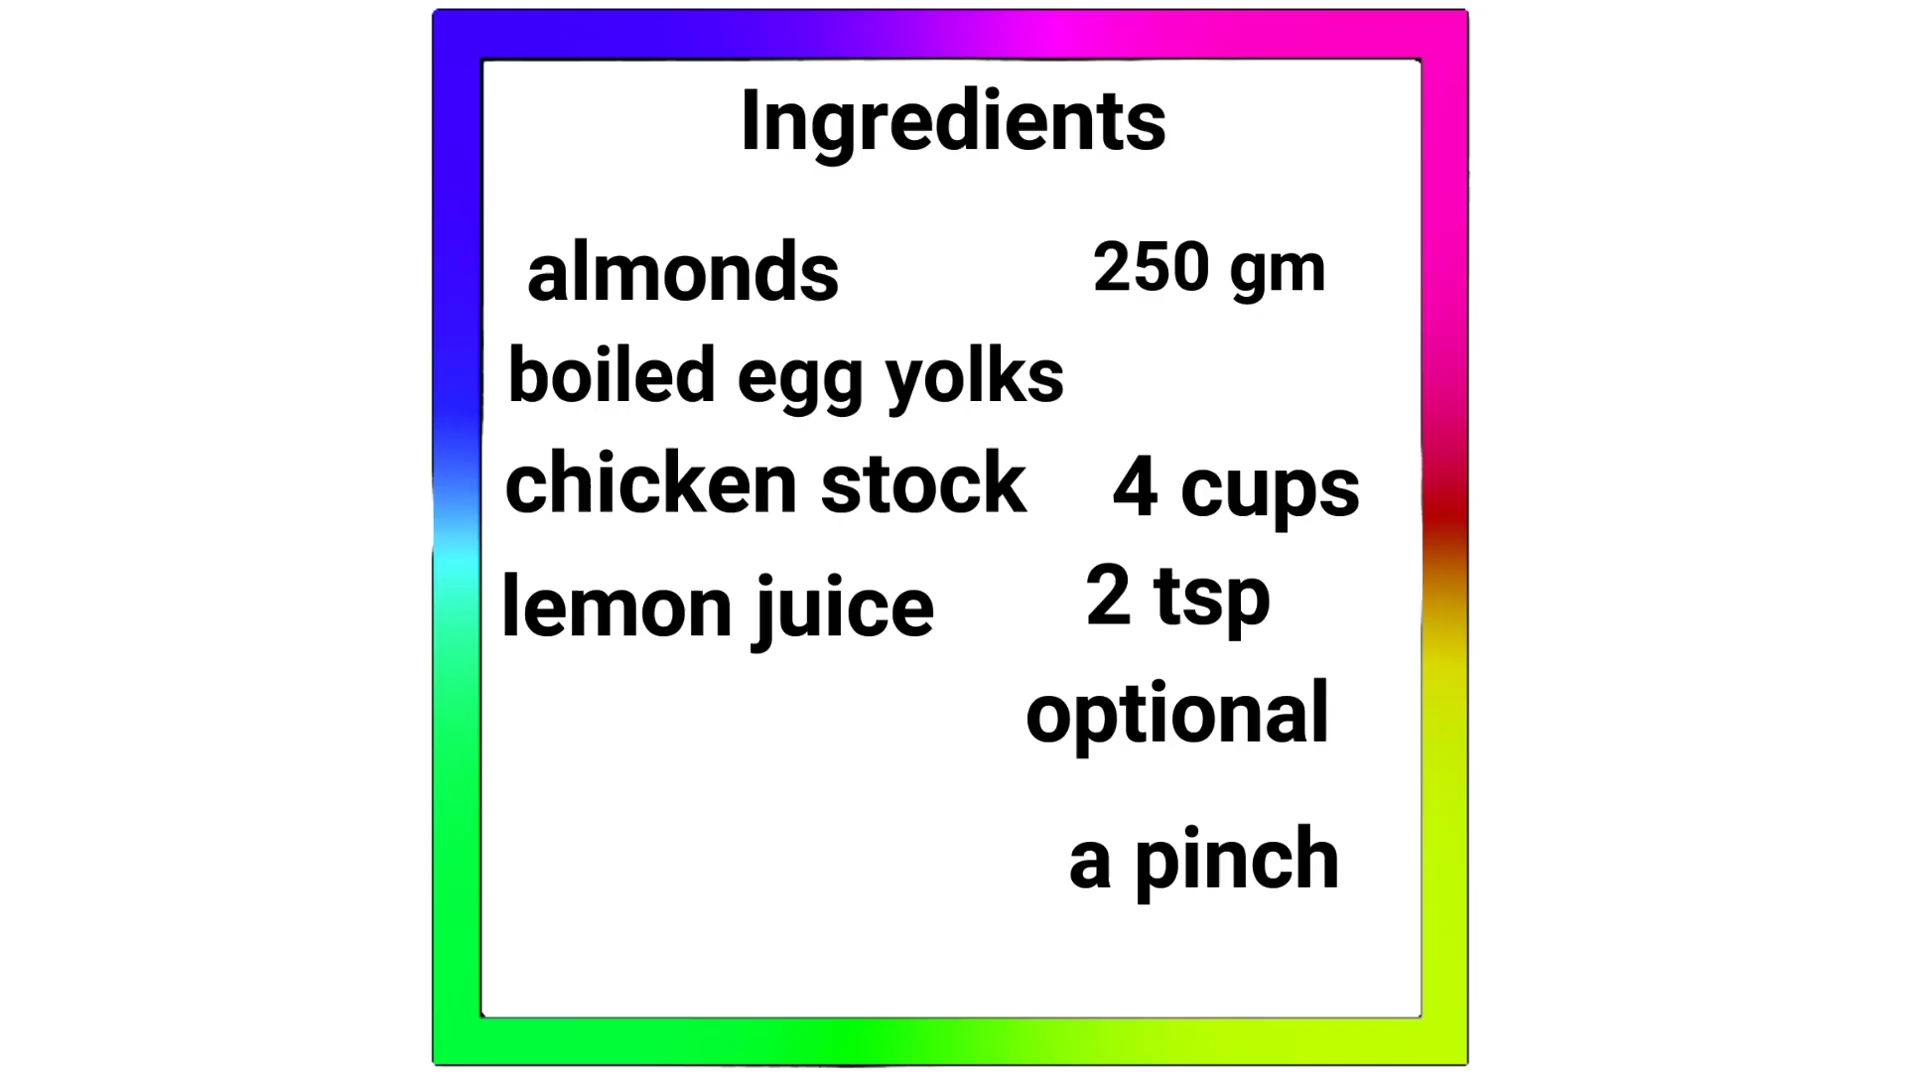 Ingredients
almonds 250 gm
boiled egg yolks
chicken stock 4 cups
lemon juice 2 tsp
optional
a pinch